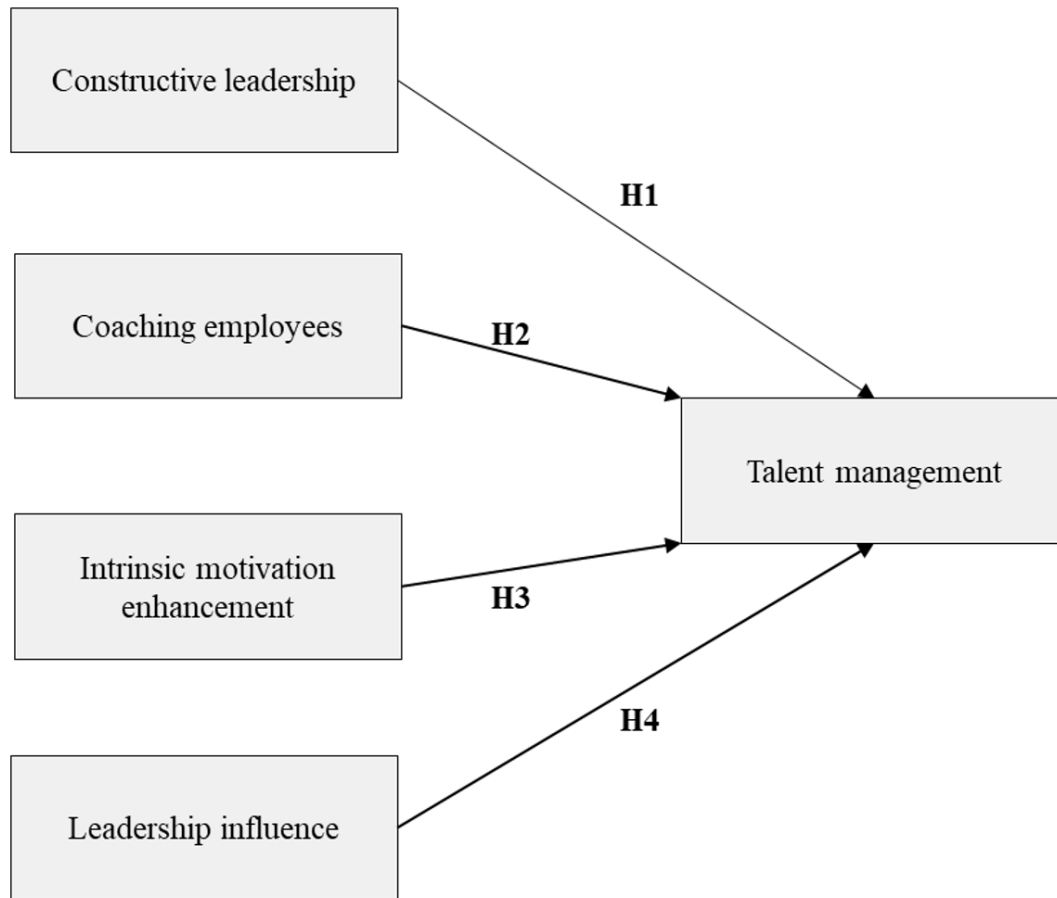 Constructive leadership
H1
Coaching employees
H2
Talent management
Intrinsic motivation
enhancement
H3
H4
Leadership influence